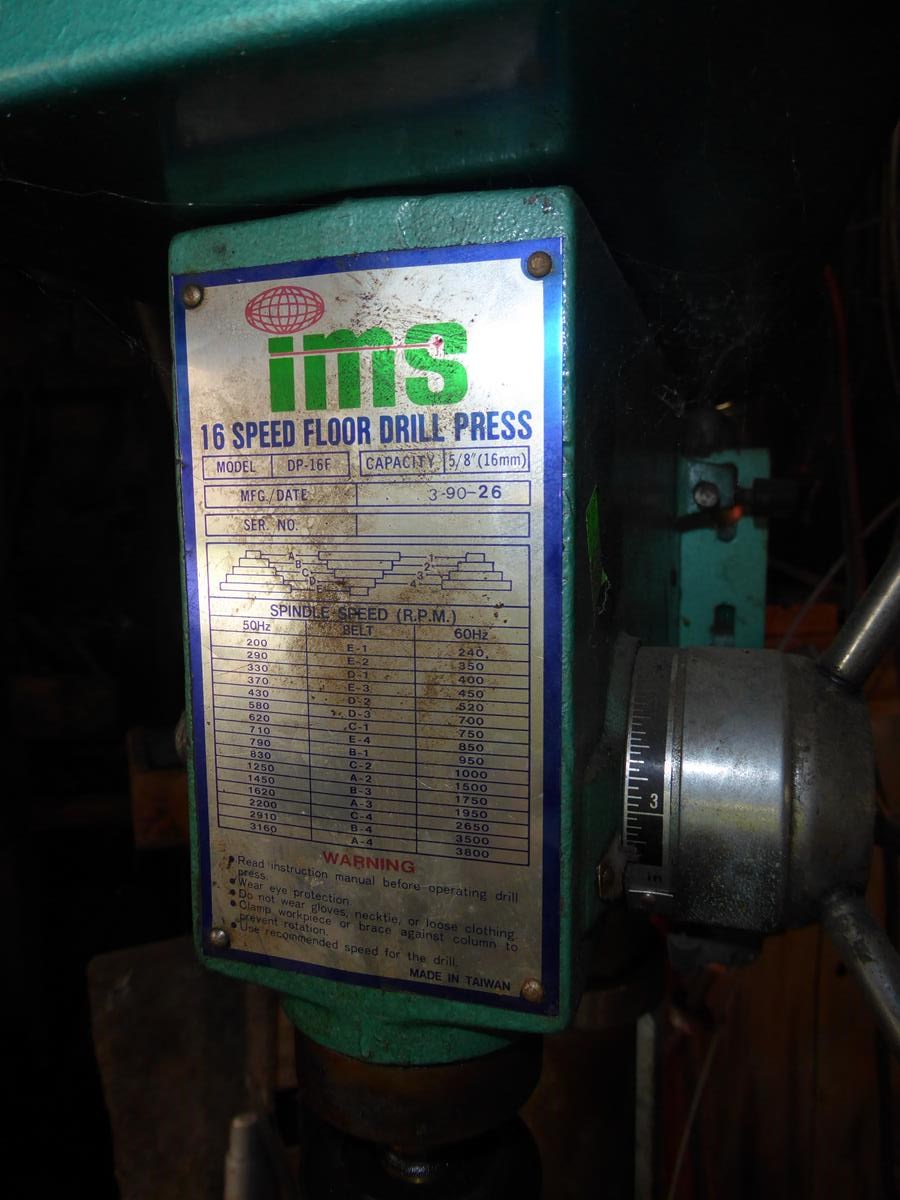 ims
16 SPEED FLOOR DRILL PRESS
MODEL DP-16F CAPACITY 5/8"(16mm)
MFG./DATE 3-90-26
SER. NO.
A 1
B 2
C 3
D 4
E
SPINDLE SPEED (R.P.M.)
50Hz BELT 60Hz
200 E-1 240
290 E-2 350
330 D-1 400
370 E-3 450
430 D-2 520
580 D-3 700
620 C-1 750
710 E-4 850
790 B-1 950
830 C-2 1000
1250 A-2 1500
1450 B-3 1750
1620 A-3 1950
2200 C-4 2650
2910 B-4 3500
3160 A-4 3800
WARNING
• Read instruction manual before operating drill
press.
• Wear eye protection
• Do not wear gloves, necktie, or loose clothing.
• Clamp workpiece or brace against column to
prevent rotation.
• Use recommended speed for the drill.
MADE IN TAIWAN
3
in